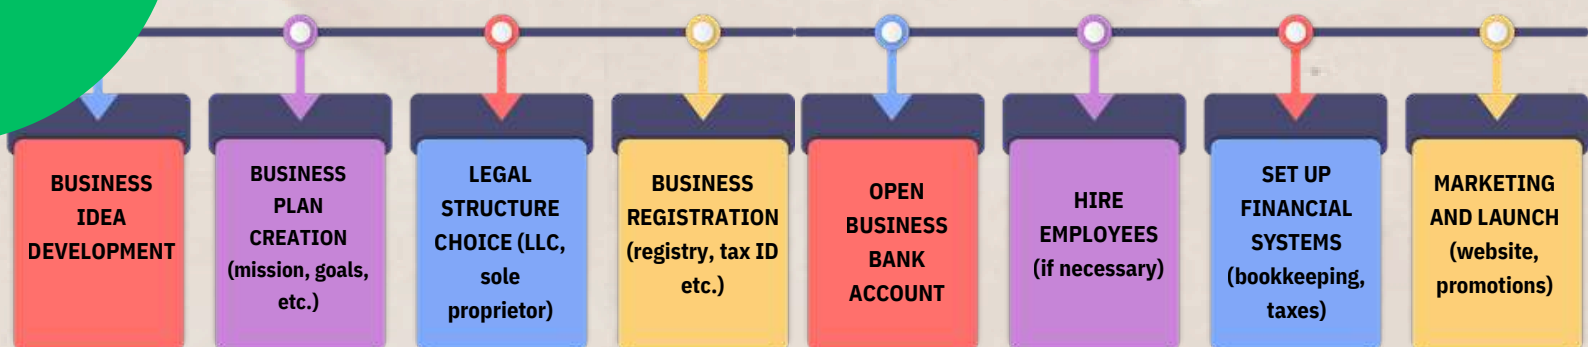 BUSINESS
IDEA
DEVELOPMENT
BUSINESS
PLAN
CREATION
(mission, goals,
etc.)
LEGAL
STRUCTURE
CHOICE (LLC,
sole
proprietor)
BUSINESS
REGISTRATION
(registry, tax ID
etc.)
OPEN
BUSINESS
BANK
ACCOUNT
HIRE
EMPLOYEES
(if necessary)
SET UP
FINANCIAL
SYSTEMS
(bookkeeping,
taxes)
MARKETING
AND LAUNCH
(website,
promotions)